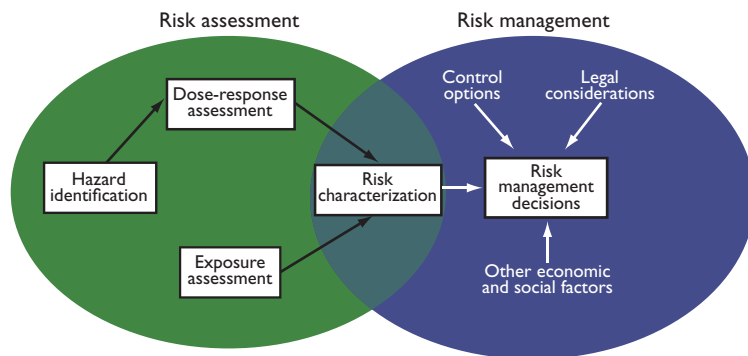 Risk assessment
Risk management
Dose-response
assessment
Hazard
identification
Exposure
assessment
Risk
characterization
Control
options
Legal
considerations
Risk
management
decisions
Other economic
and social factors